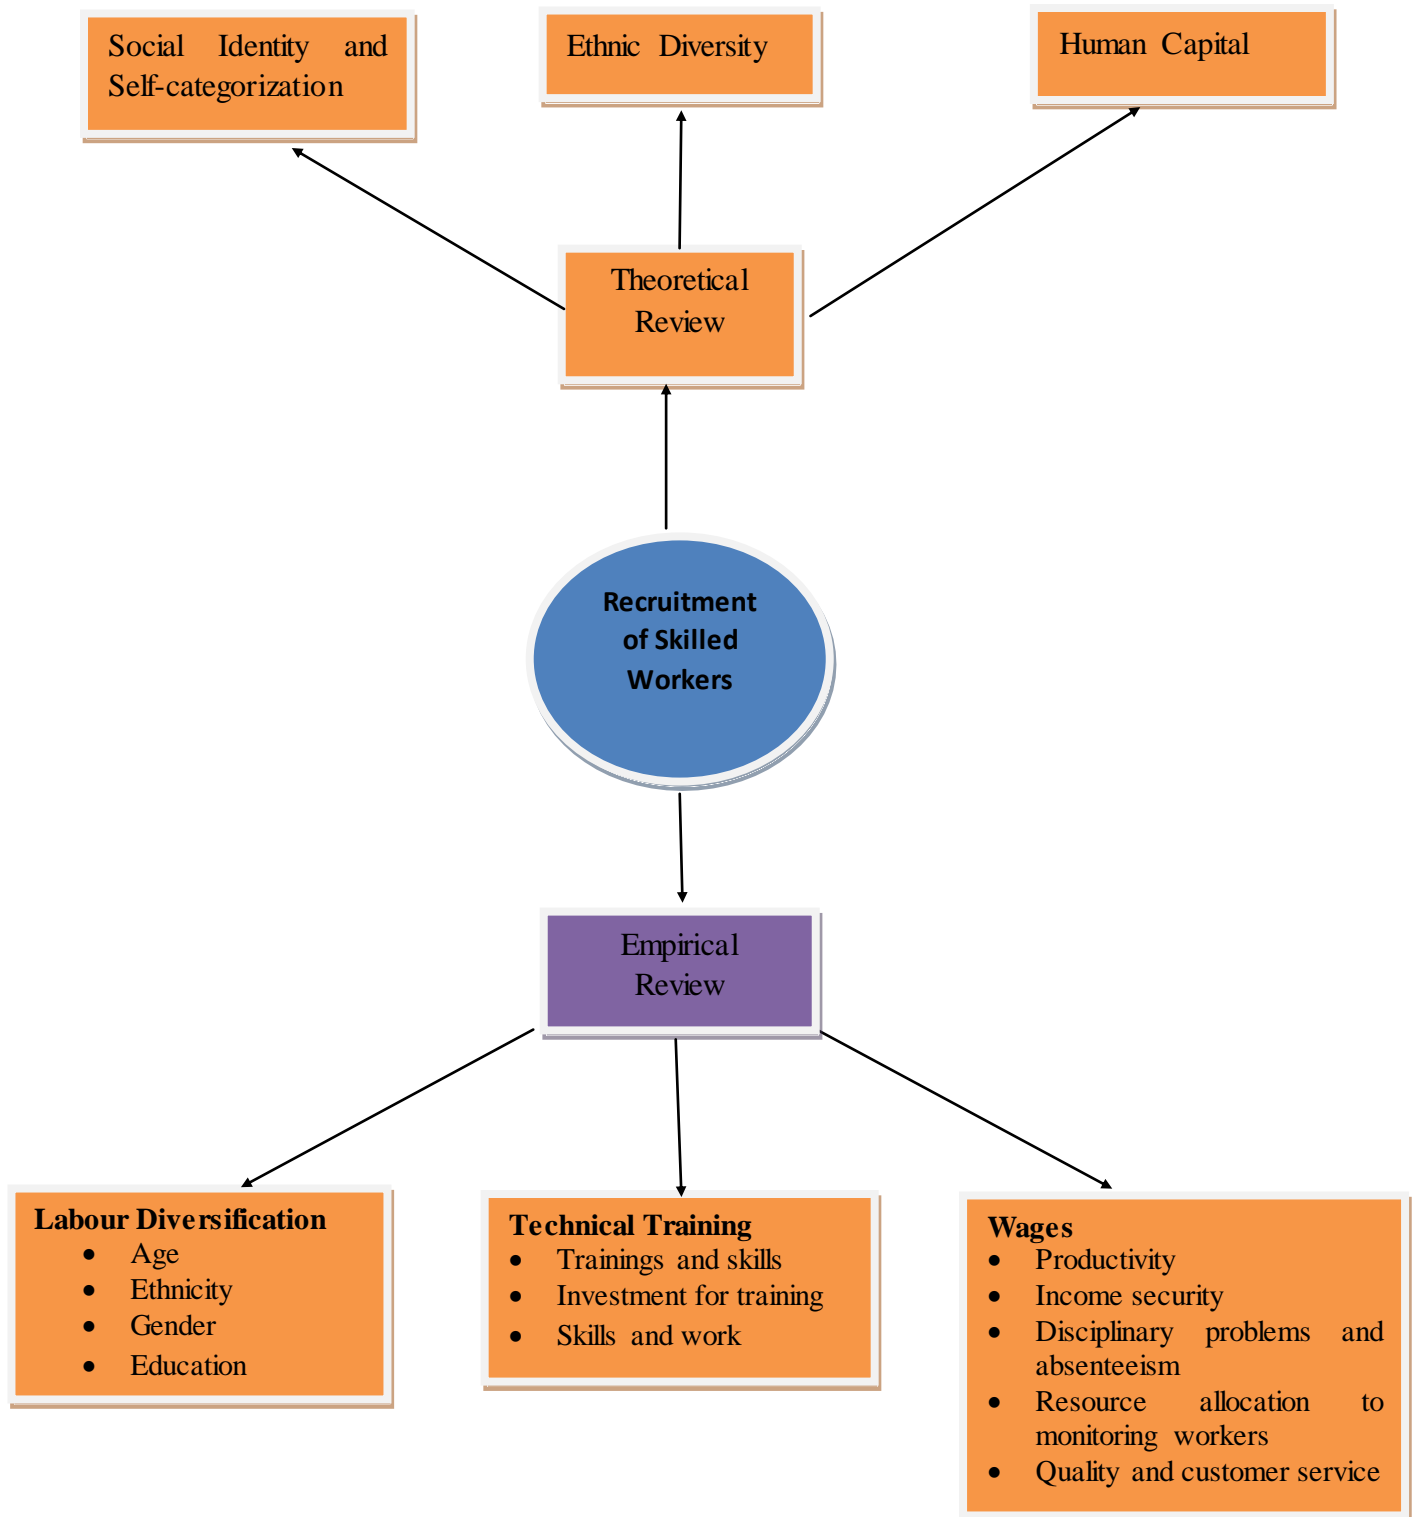 Social Identity and
Self-categorization
Ethnic Diversity
Human Capital
Theoretical
Review
Recruitment
of Skilled
Workers
Empirical
Review
Labour Diversification
• Age
• Ethnicity
• Gender
• Education
Technical Training
• Trainings and skills
• Investment for training
• Skills and work
Wages
• Productivity
• Income security
• Disciplinary problems and
absenteeism
• Resource allocation to
monitoring workers
• Quality and customer service